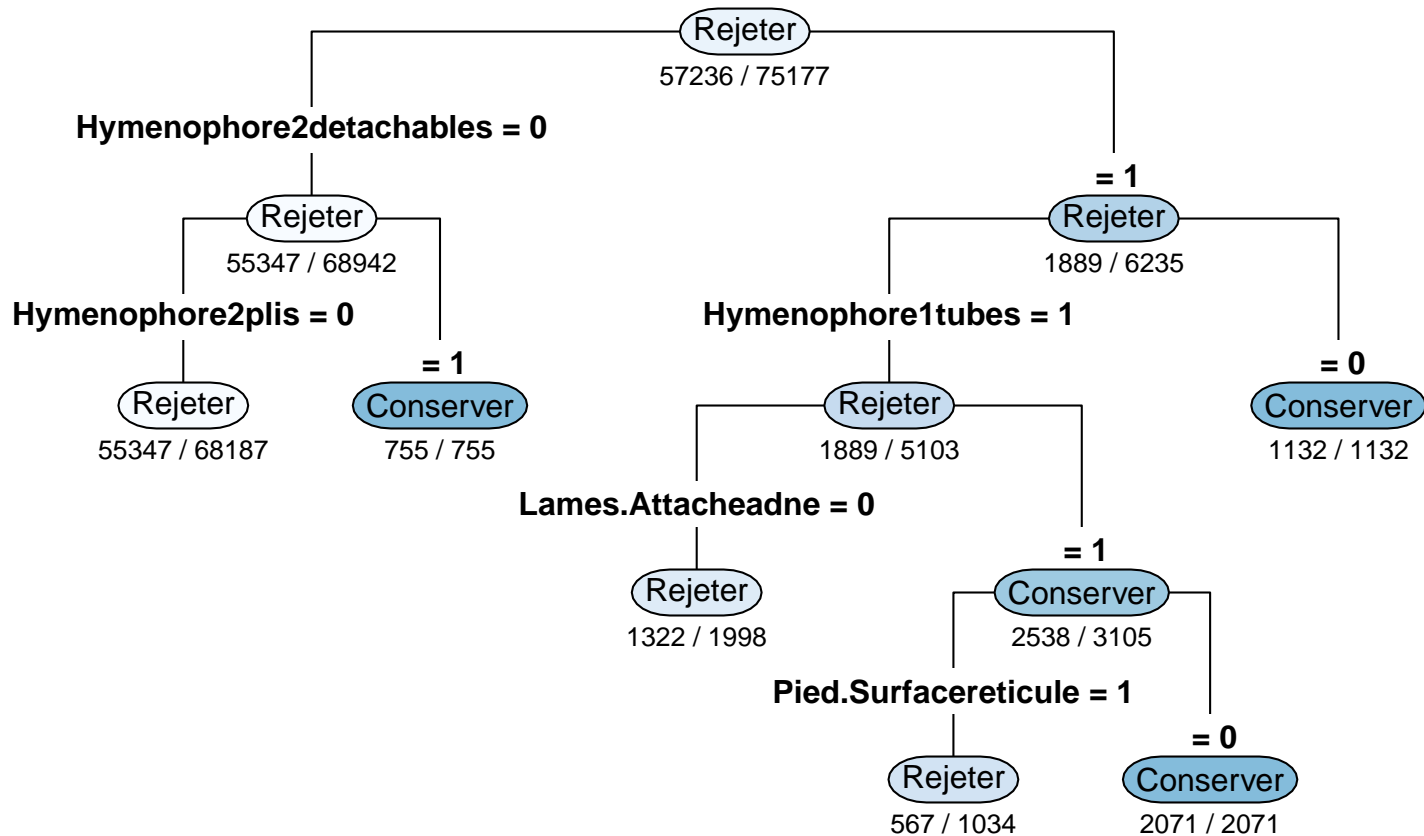 Rejeter
57236 / 75177
Hymenophore2detachables = 0
= 1
Rejeter
Rejeter
55347 / 68942
1889 / 6235
Hymenophore2plis = 0
Hymenophore1tubes = 1
= 1
= 0
Rejeter
Conserver
Rejeter
Conserver
55347 / 68187
755 / 755
1889 / 5103
1132 / 1132
Lames.Attacheadne = 0
= 1
Rejeter
Conserver
1322 / 1998
2538 / 3105
Pied.Surfacereticule = 1
= 0
Rejeter
Conserver
567 / 1034
2071 / 2071